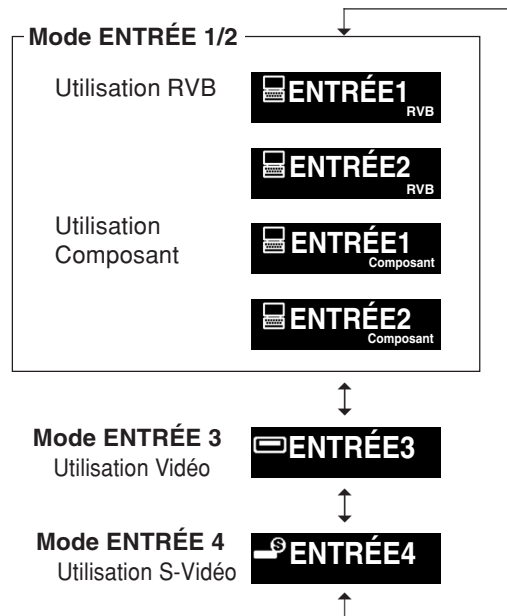 Mode ENTRÉE 1/2
Utilisation RVB
ENTRÉE1
RVB
ENTRÉE2
RVB
Utilisation
Composant
ENTRÉE1
Composant
ENTRÉE2
Composant
Mode ENTRÉE 3
Utilisation Vidéo
ENTRÉE3
Mode ENTRÉE 4
Utilisation S-Vidéo
S
ENTRÉE4